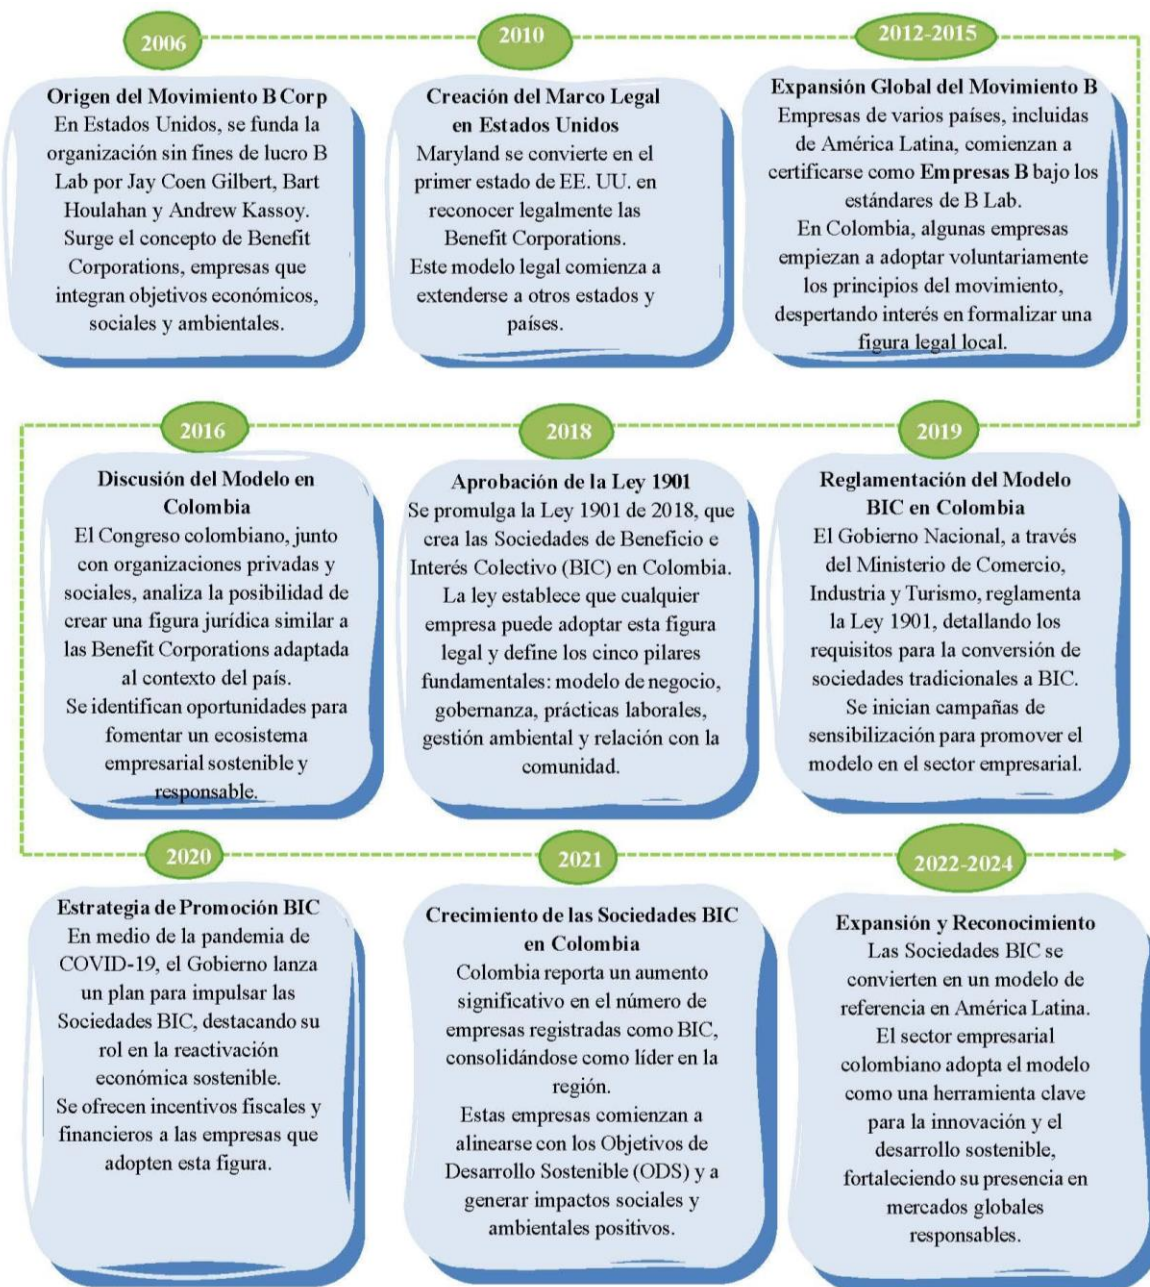 2006
Origen del Movimiento B Corp
En Estados Unidos, se funda la
organización sin fines de lucro B
Lab por Jay Coen Gilbert, Bart
Houlahan y Andrew Kassoy.
Surge el concepto de Benefit
Corporations, empresas que
integran objetivos económicos,
sociales y ambientales.
2010
Creación del Marco Legal
en Estados Unidos
Maryland se convierte en el
primer estado de EE. UU. en
reconocer legalmente las
Benefit Corporations.
Este modelo legal comienza a
extenderse a otros estados y
países.
2012-2015
Expansión Global del Movimiento B
Empresas de varios países, incluidas
de América Latina, comienzan a
certificarse como Empresas B bajo los
estándares de B Lab.
En Colombia, algunas empresas
empiezan a adoptar voluntariamente
los principios del movimiento,
despertando interés en formalizar una
figura legal local.
2016
Discusión del Modelo en
Colombia
El Congreso colombiano, junto
con organizaciones privadas y
sociales, analiza la posibilidad de
crear una figura jurídica similar a
las Benefit Corporations adaptada
al contexto del país.
Se identifican oportunidades para
fomentar un ecosistema
empresarial sostenible y
responsable.
2018
Aprobación de la Ley 1901
Se promulga la Ley 1901 de 2018, que
crea las Sociedades de Beneficio e
Interés Colectivo (BIC) en Colombia.
La ley establece que cualquier
empresa puede adoptar esta figura
legal y define los cinco pilares
fundamentales: modelo de negocio,
gobernanza, prácticas laborales,
gestión ambiental y relación con la
comunidad.
2019
Reglamentación del Modelo
BIC en Colombia
El Gobierno Nacional, a través
del Ministerio de Comercio,
Industria y Turismo, reglamenta
la Ley 1901, detallando los
requisitos para la conversión de
sociedades tradicionales a BIC.
Se inician campañas de
sensibilización para promover el
modelo en el sector empresarial.
2020
Estrategia de Promoción BIC
En medio de la pandemia de
COVID-19, el Gobierno lanza
un plan para impulsar las
Sociedades BIC, destacando su
rol en la reactivación
económica sostenible.
Se ofrecen incentivos fiscales y
financieros a las empresas que
adopten esta figura.
2021
Crecimiento de las Sociedades BIC
en Colombia
Colombia reporta un aumento
significativo en el número de
empresas registradas como BIC,
consolidándose como líder en la
región.
Estas empresas comienzan a
alinearse con los Objetivos de
Desarrollo Sostenible (ODS) y a
generar impactos sociales y
ambientales positivos.
2022-2024
Expansión y Reconocimiento
Las Sociedades BIC se
convierten en un modelo de
referencia en América Latina.
El sector empresarial
colombiano adopta el modelo
como una herramienta clave
para la innovación y el
desarrollo sostenible,
fortaleciendo su presencia en
mercados globales
responsables.